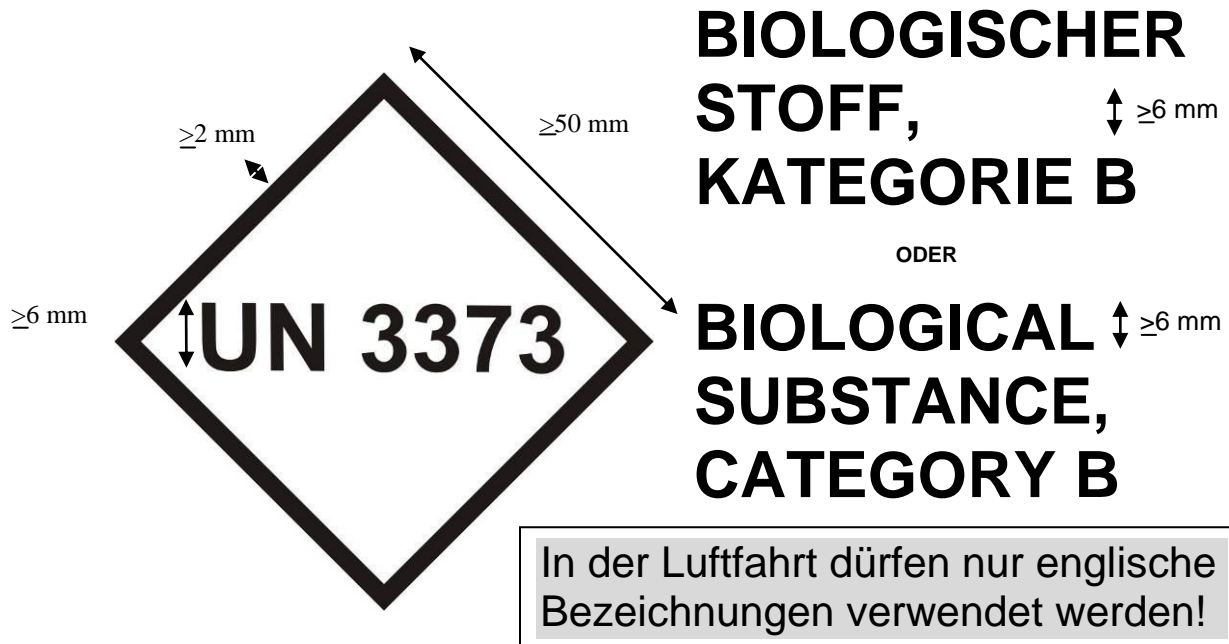 ≥2 mm
≥50 mm
≥6 mm
UN 3373
BIOLOGISCHER
STOFF,
≥6 mm
KATEGORIE B
ODER
BIOLOGICAL
≥6 mm
SUBSTANCE,
CATEGORY B
In der Luftfahrt dürfen nur englische
Bezeichnungen verwendet werden!